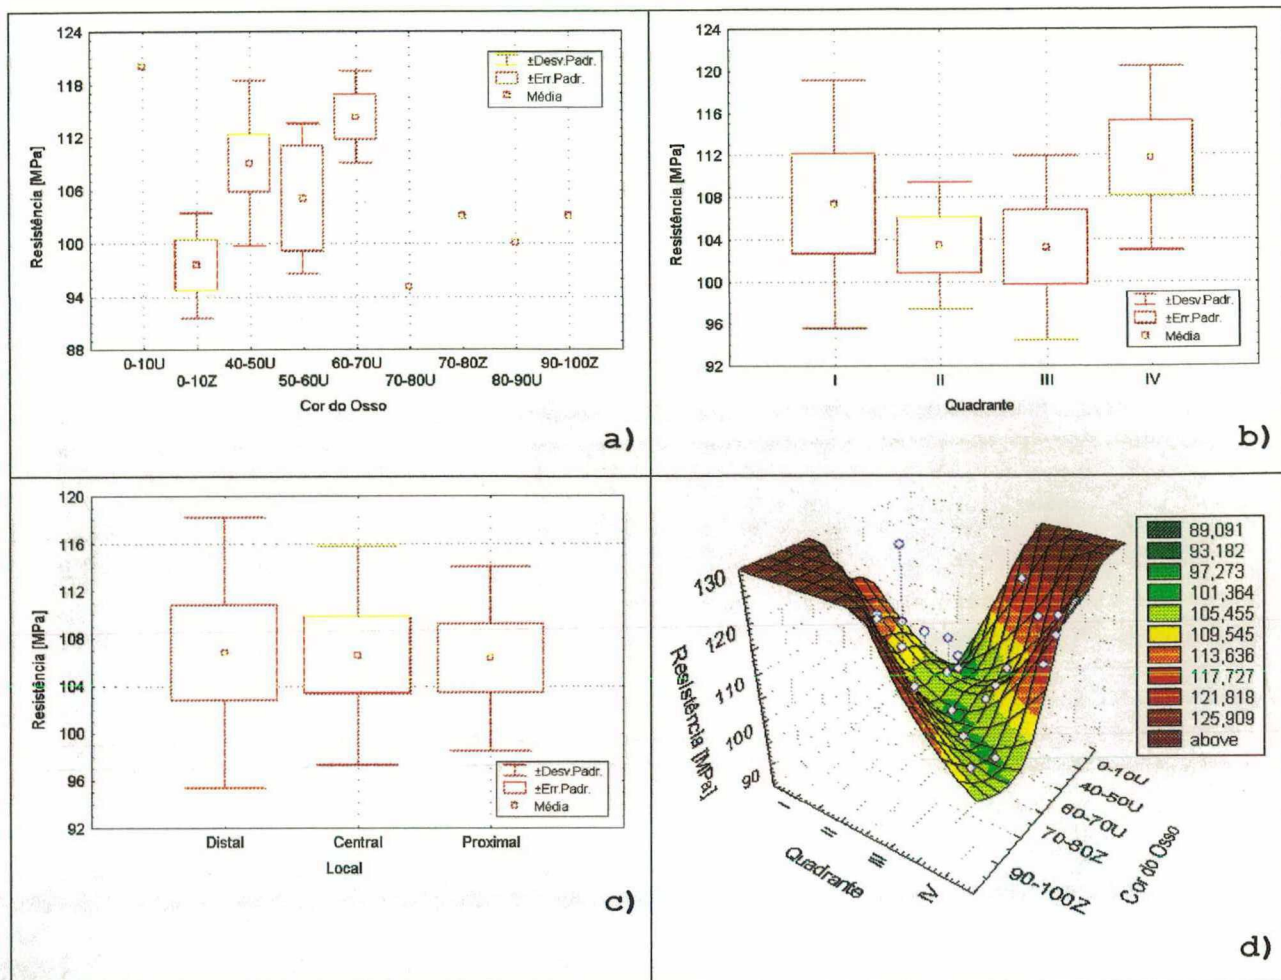 124
118
112
106
100
94
88
Resistência [MPa]
±Desv.Padr.
±Err.Padr.
Média
0-10U
40-50U
60-70U
70-80Z
90-100Z
0-10Z
50-60U
70-80U
80-90U
Cor do Osso
a)
124
120
116
112
108
104
100
96
92
Resistência [MPa]
±Desv.Padr.
±Err.Padr.
Média
I
II
III
IV
Quadrante
b)
120
116
112
108
104
100
96
92
Resistência [MPa]
±Desv.Padr.
±Err.Padr.
Média
Distal
Central
Proximal
Local
c)
130
120
110
100
90
Resistência [MPa]
I
II
III
IV
Quadrante
0-10U
40-50U
60-70U
70-80Z
90-100Z
Cor do Osso
89,091
93,182
97,273
101,364
105,455
109,545
113,636
117,727
121,818
125,909
above
d)